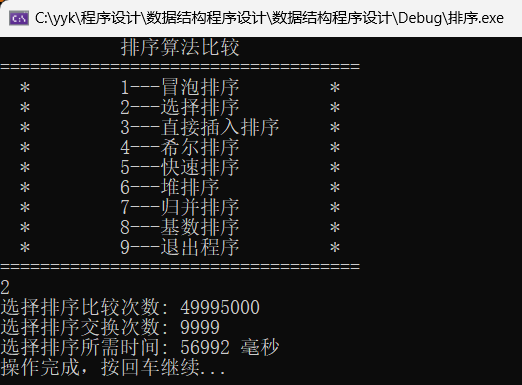 C:\yyk\程序设计\数据结构程序设计\数据结构程序设计\Debug\排序.exe
排序算法比较
====================================
* 1---冒泡排序 *
* 2---选择排序 *
* 3---直接插入排序 *
* 4---希尔排序 *
* 5---快速排序 *
* 6---堆排序 *
* 7---归并排序 *
* 8---基数排序 *
* 9---退出程序 *
====================================
2
选择排序比较次数: 49995000
选择排序交换次数: 9999
选择排序所需时间: 56992 毫秒
操作完成，按回车继续...